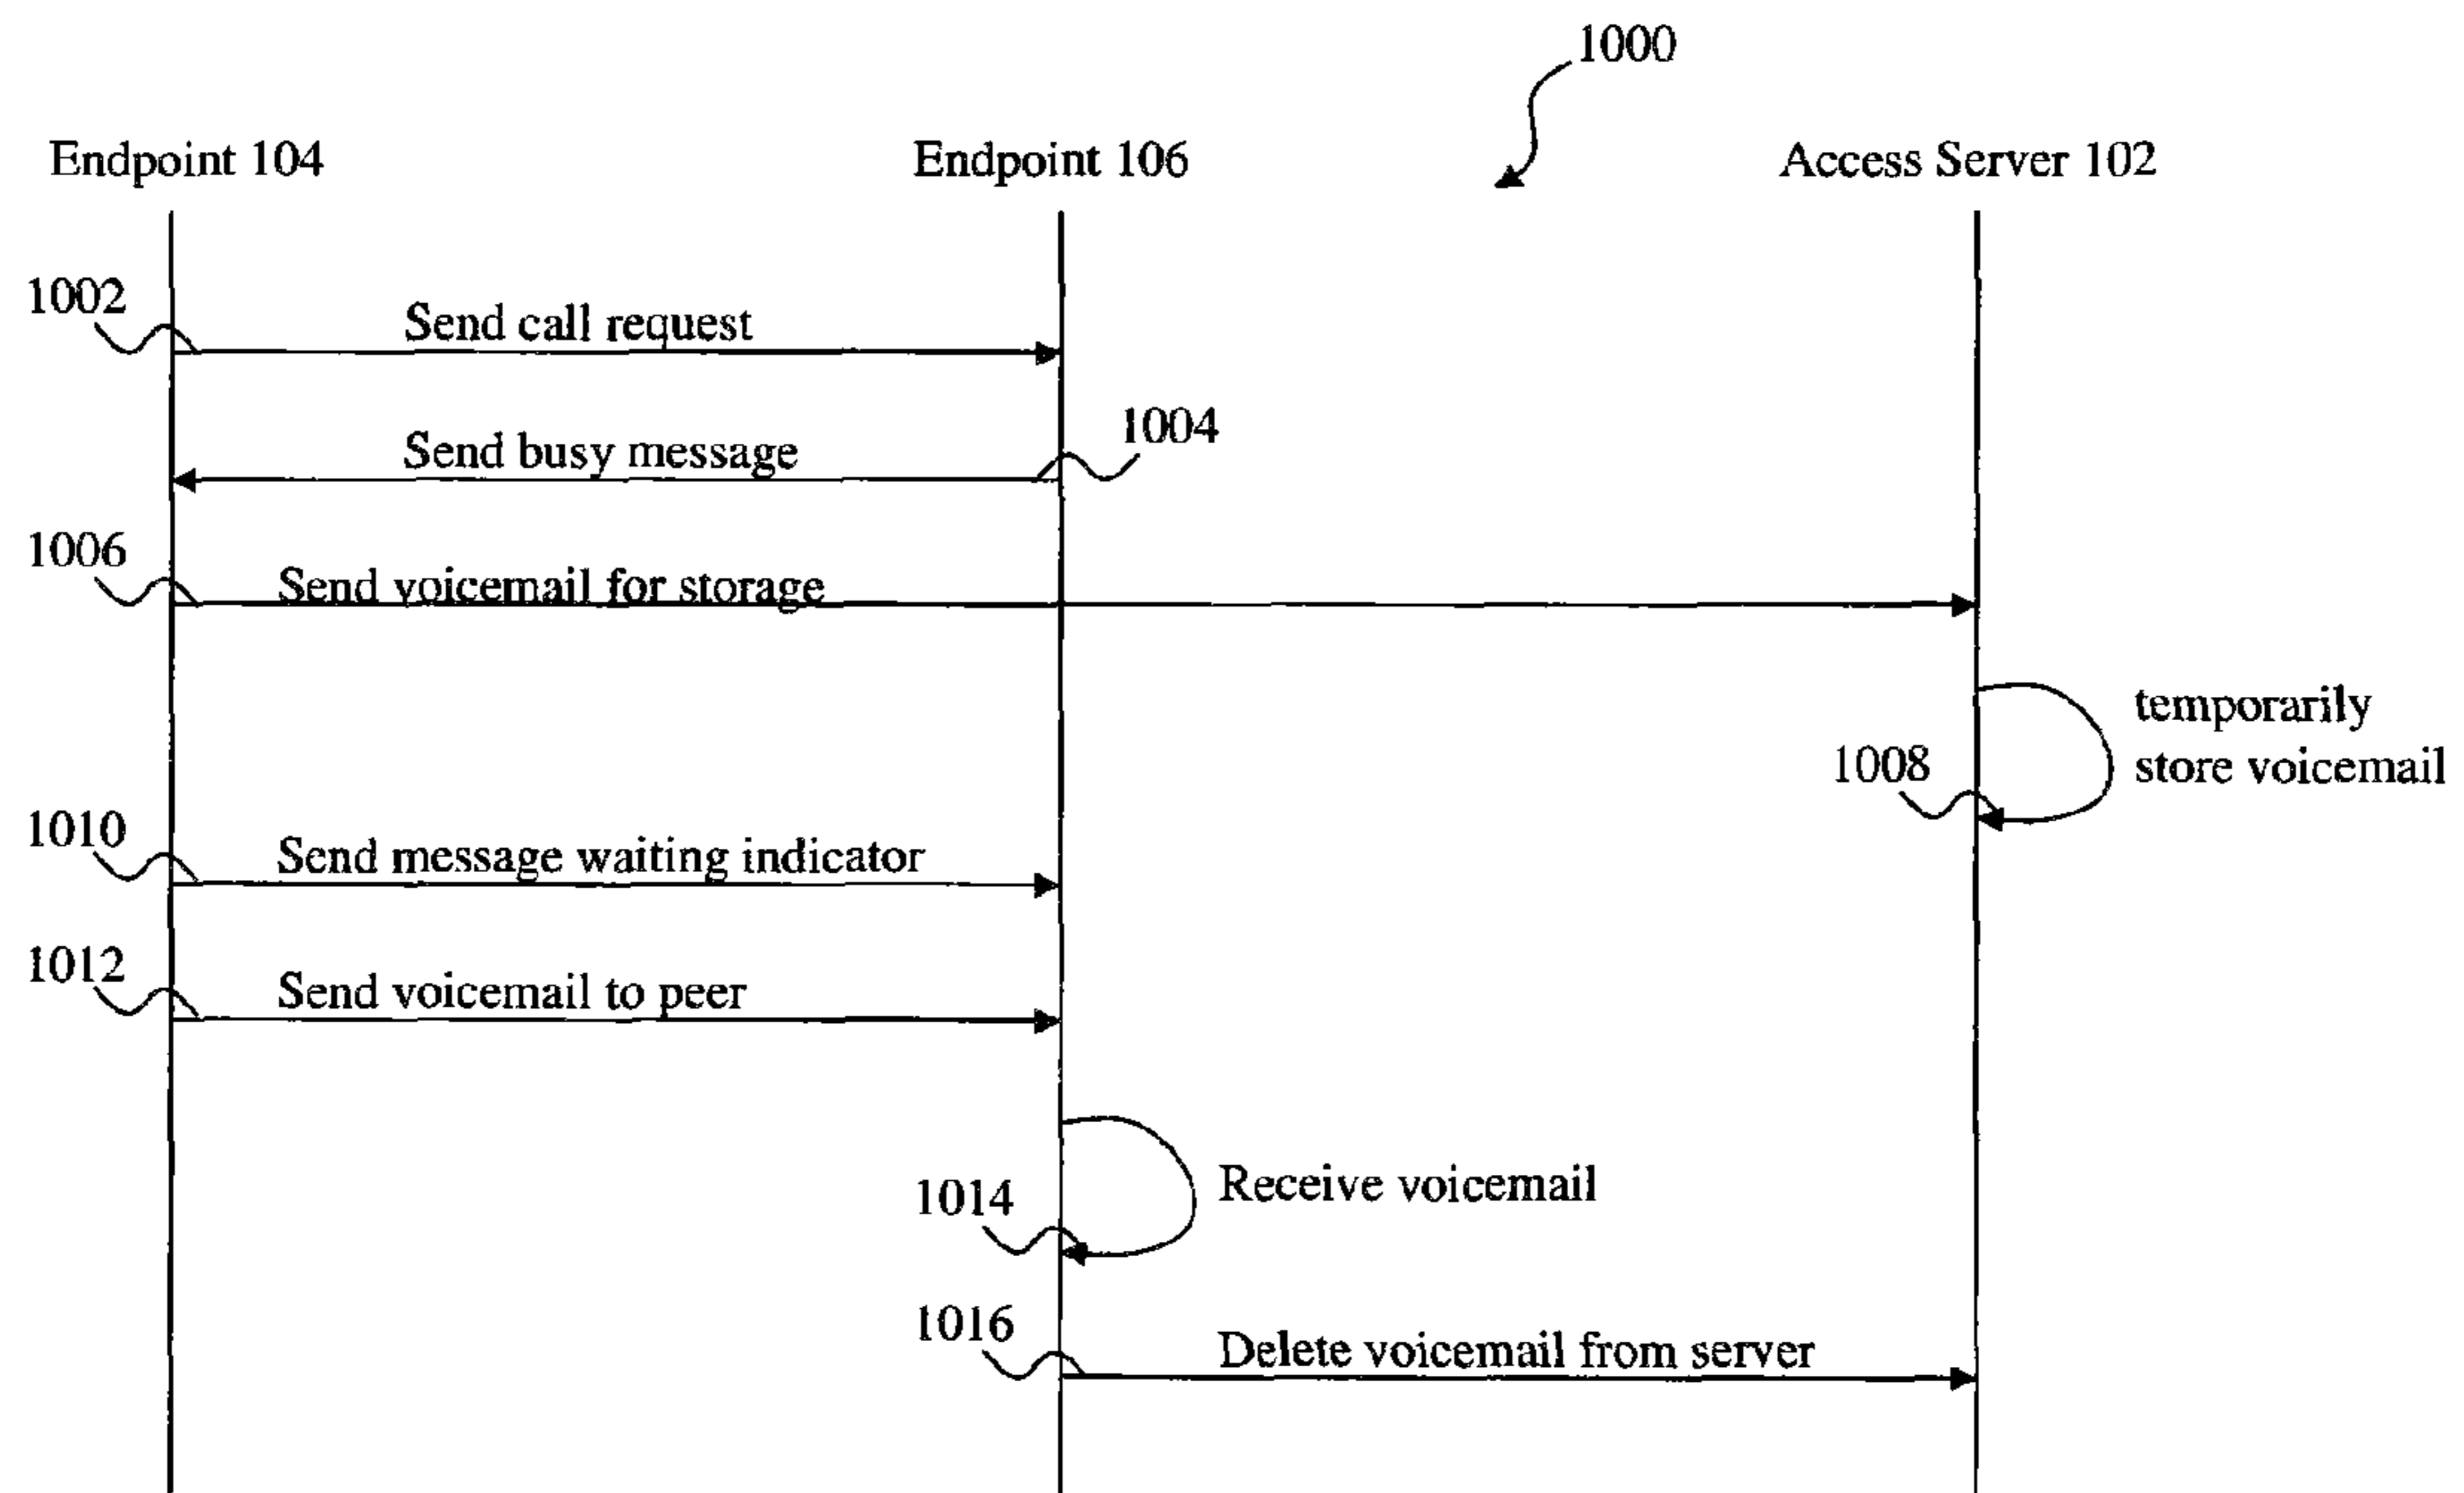 1000
Endpoint 104
Endpoint 106
Access Server 102
1002
Send call request
1004
Send busy message
1006
Send voicemail for storage
temporarily
store voicemail
1008
1010
Send message waiting indicator
1012
Send voicemail to peer
Receive voicemail
1014
1016
Delete voicemail from server